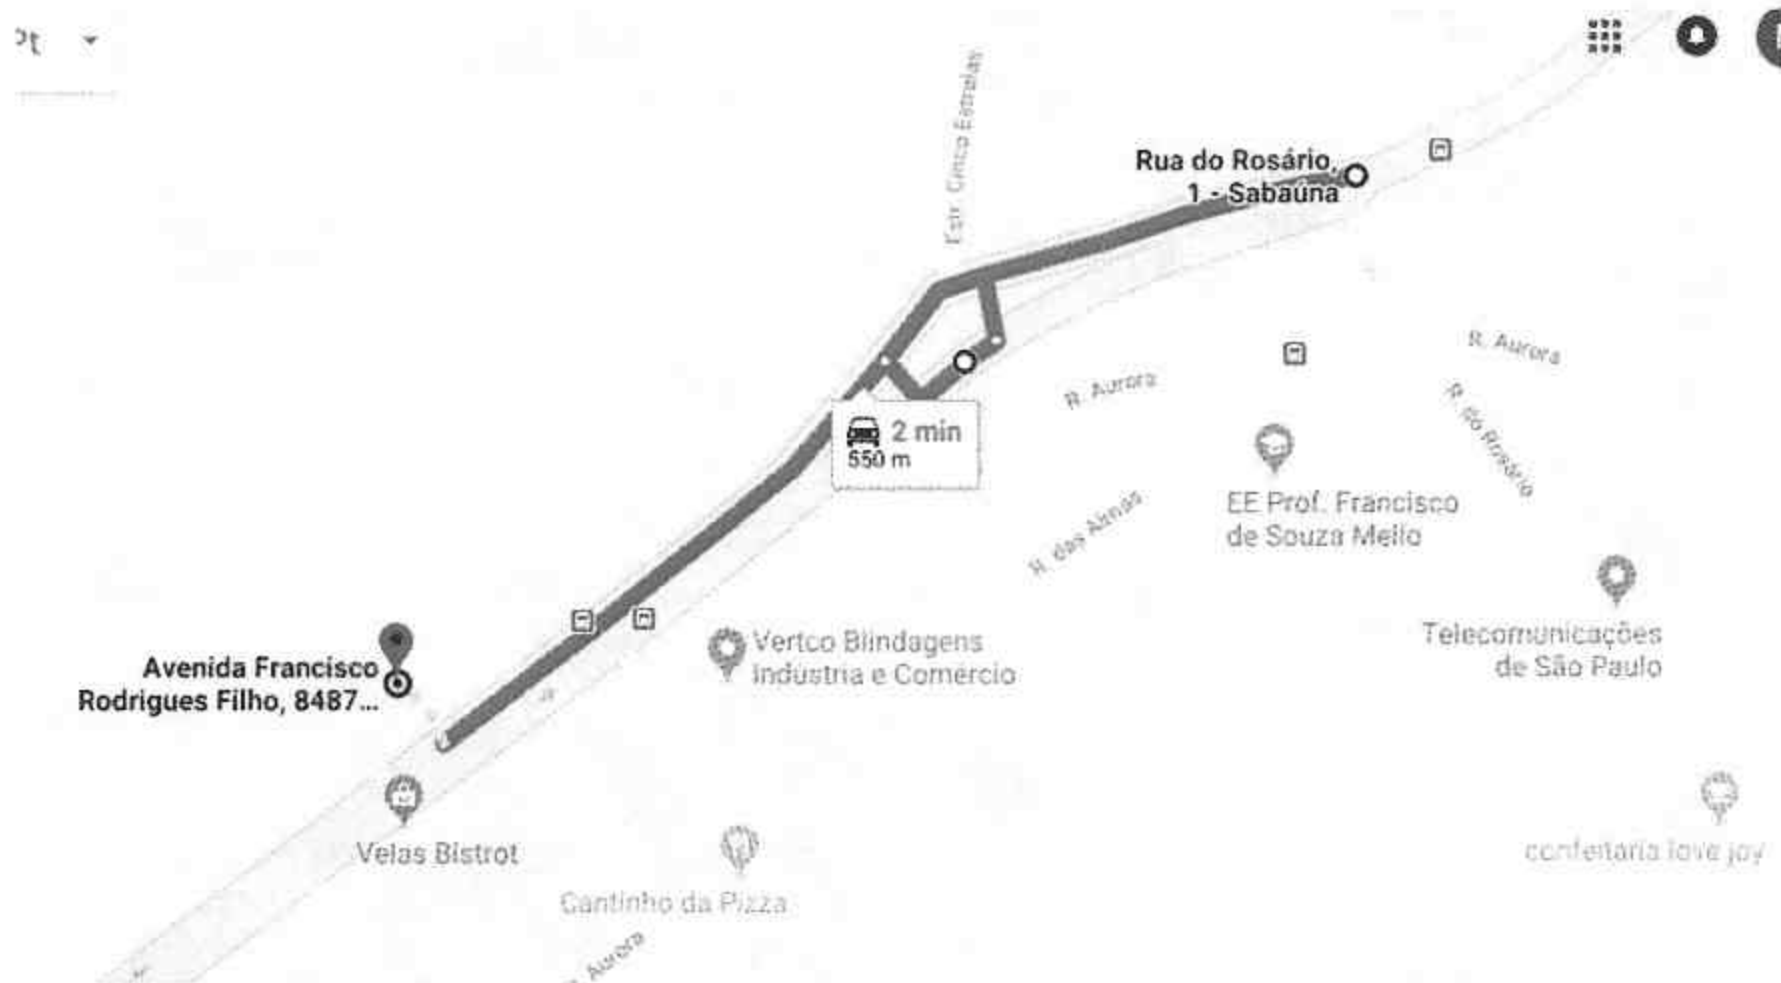 Estr. Cinco Estrelas
Rua do Rosário,
1 - Sabaúna
R. Aurora
R. Aurora
2 min
550 m
R. do Rosário
EE Prof. Francisco
de Souza Mello
R. das Almas
Telecomunicações
de São Paulo
Vertco Blindagens
Indústria e Comércio
Avenida Francisco
Rodrigues Filho, 8487...
Velas Bistrot
confeitaria love joy
Cantinho da Pizza
Aurora